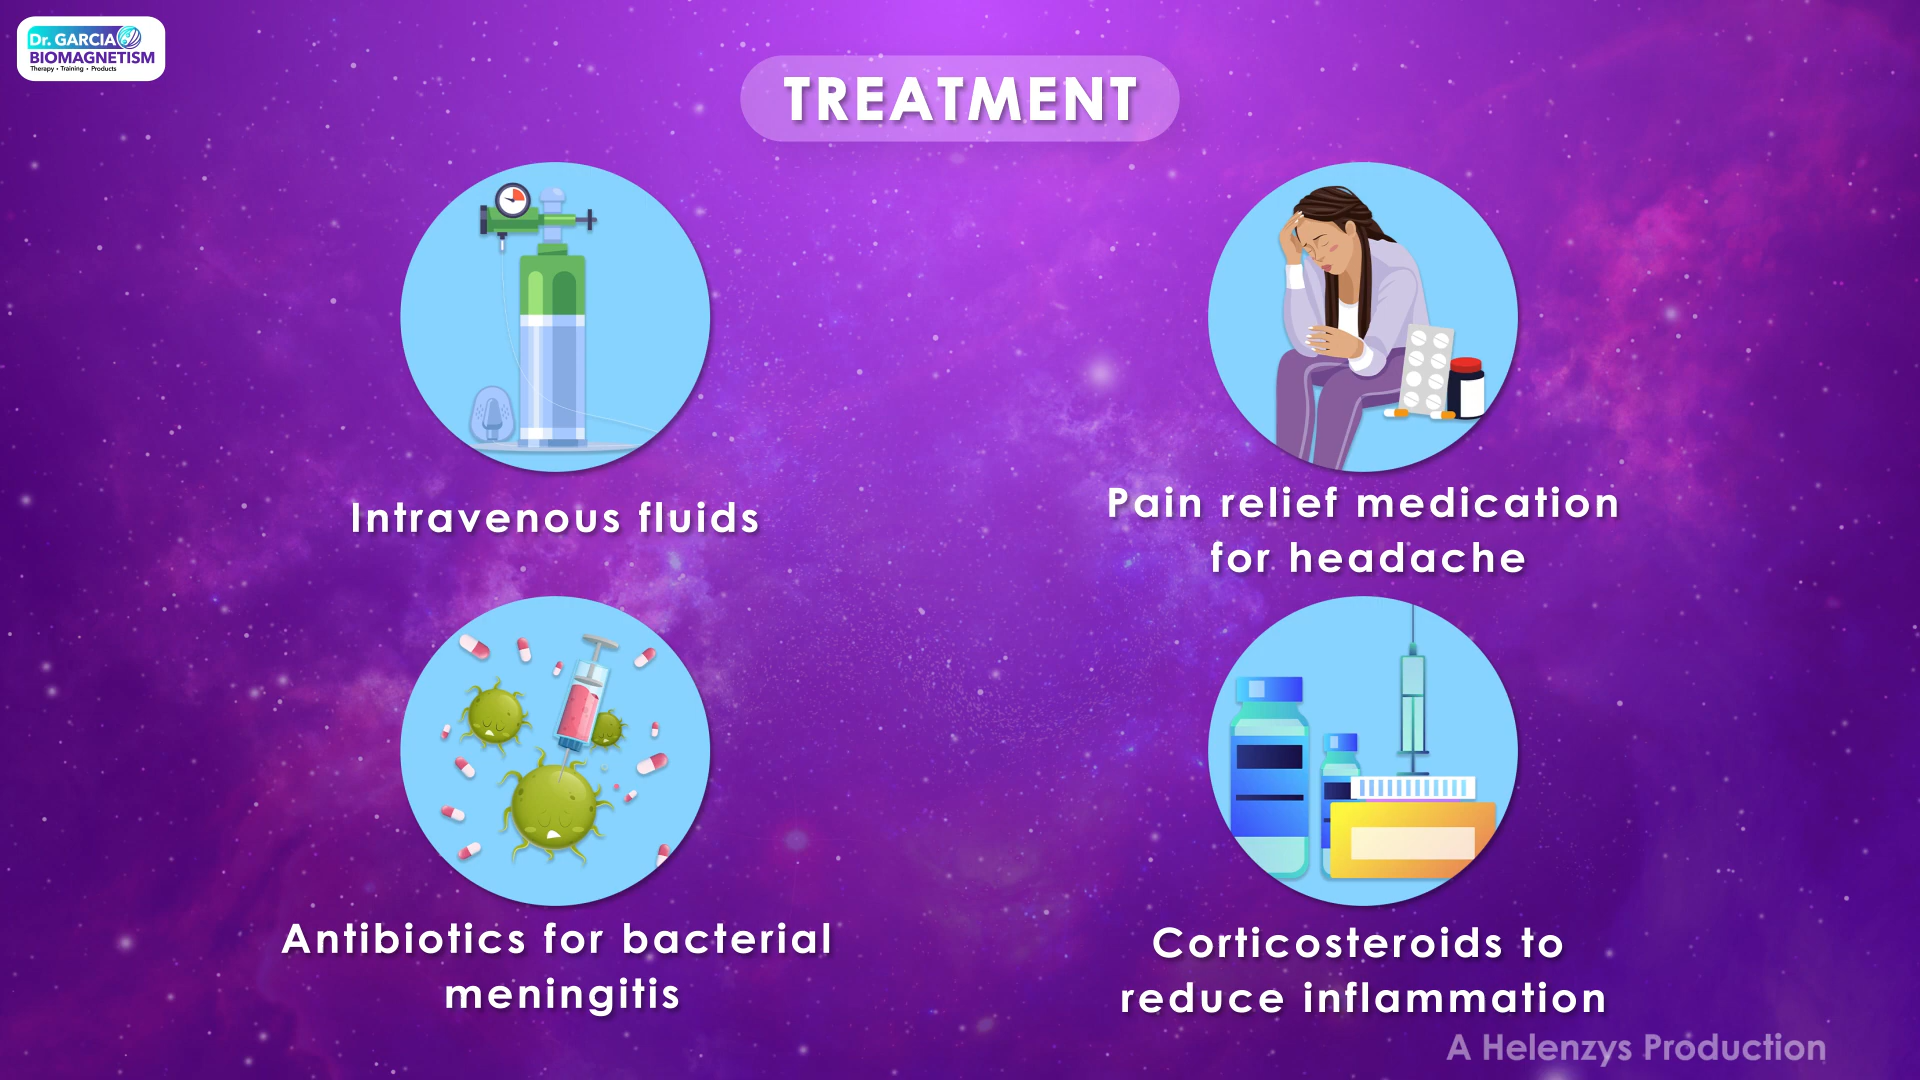 Dr. GARCIA
BIOMAGNETISM
Therapy • Training • Products
TREATMENT
Intravenous fluids
Pain relief medication
for headache
Antibiotics for bacterial
meningitis
Corticosteroids to
reduce inflammation
A Helenzys Production